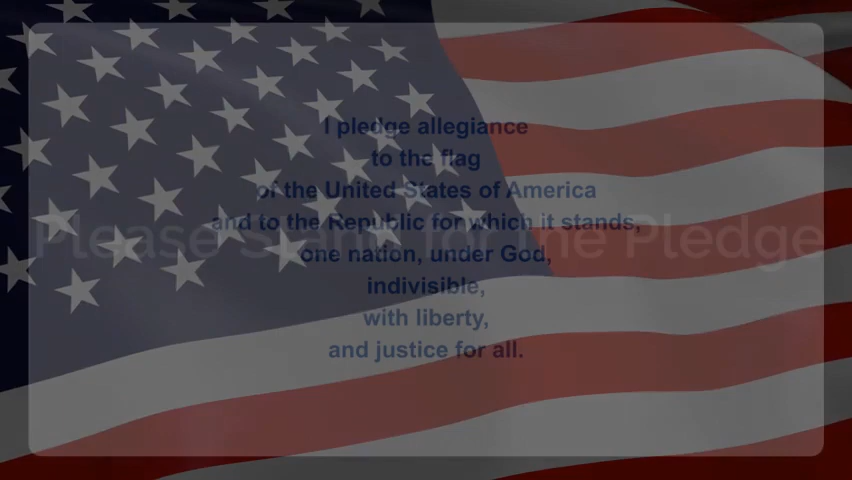 I pledge allegiance
to the flag
of the United States of America
and to the Republic for which it stands,
Please Stand for the Pledge
one nation, under God,
indivisible,
with liberty,
and justice for all.